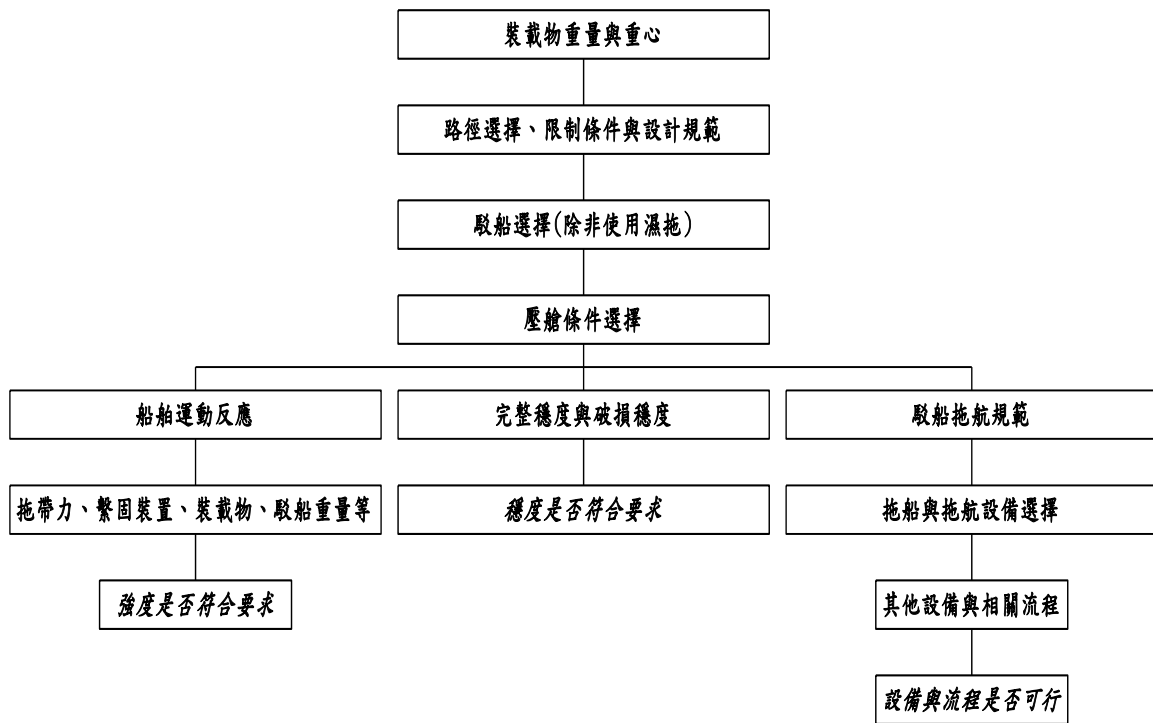 裝載物重量與重心
路徑選擇、限制條件與設計規範
駁船選擇(除非使用濕拖)
壓艙條件選擇
船舶運動反應
完整穩度與破損穩度
駁船拖航規範
拖帶力、繫固裝置、裝載物、駁船重量等
穩度是否符合要求
拖船與拖航設備選擇
強度是否符合要求
其他設備與相關流程
設備與流程是否可行